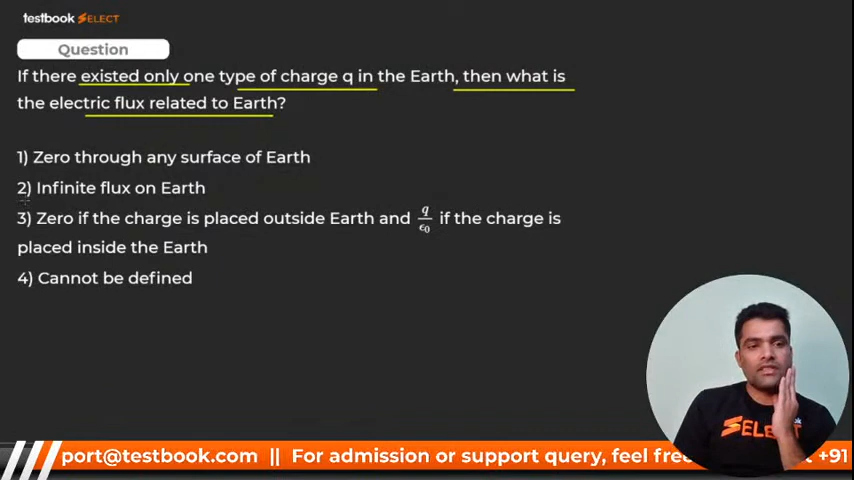 testbook SELECT
Question
If there existed only one type of charge q in the Earth, then what is
the electric flux related to Earth?
1) Zero through any surface of Earth
2) Infinite flux on Earth
3) Zero if the charge is placed outside Earth and q/ϵ0 if the charge is
placed inside the Earth
4) Cannot be defined
SELECT
port@testbook.com || For admission or support query, feel free t +91